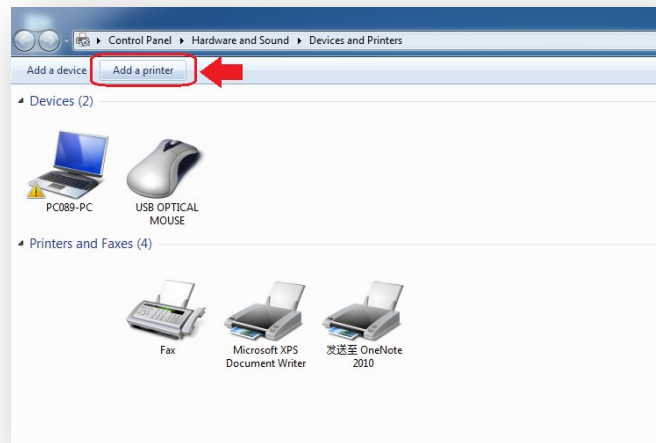 Control Panel ▸ Hardware and Sound ▸ Devices and Printers
Add a device Add a printer
Devices (2)
PC089-PC
USB OPTICAL
MOUSE
Printers and Faxes (4)
Fax
Microsoft XPS
Document Writer
发送至 OneNote
2010